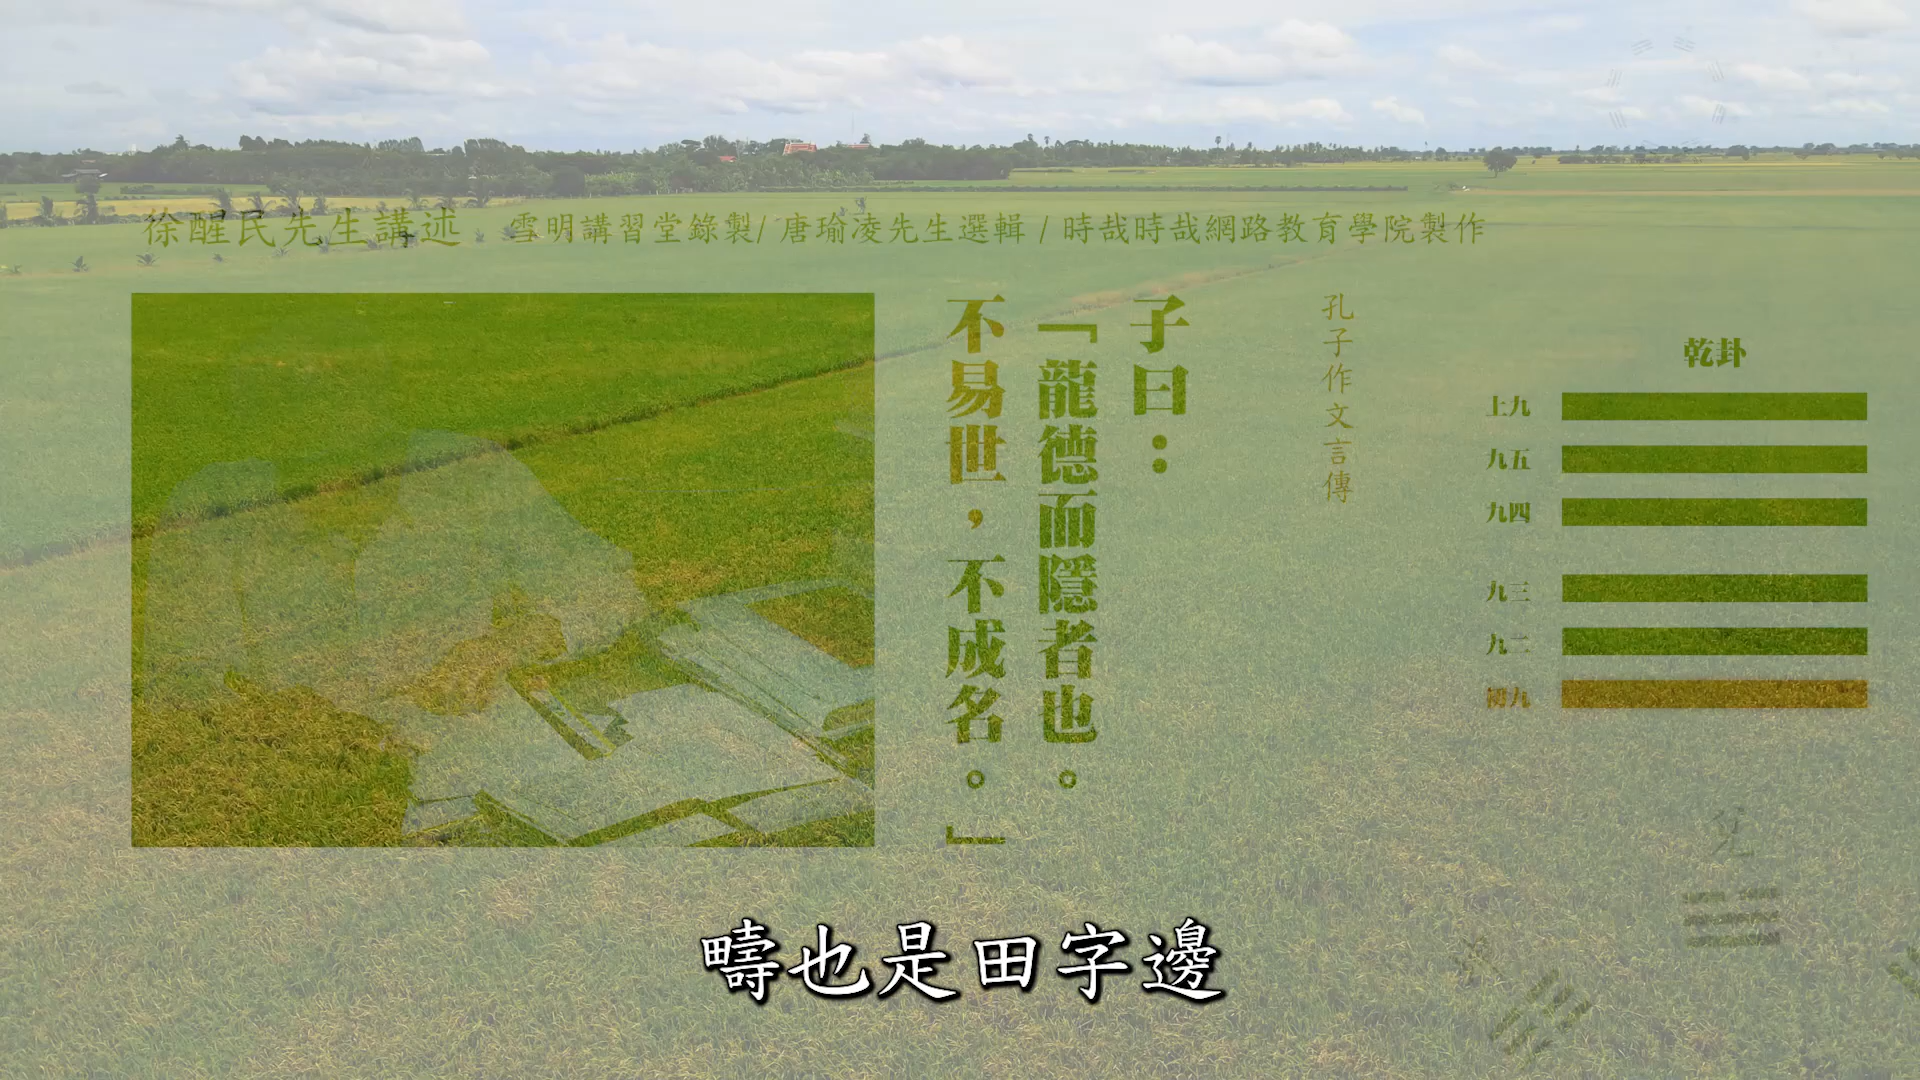 徐醒民先生講述 雪明講習堂錄製/ 唐瑜凌先生選輯 / 時哉時哉網路教育學院製作
乾卦
上九
九五
九四
九三
九二
初九
孔子作文言傳
子曰：
「龍德而隱者也。
不易世，不成名。」
疇也是田字邊